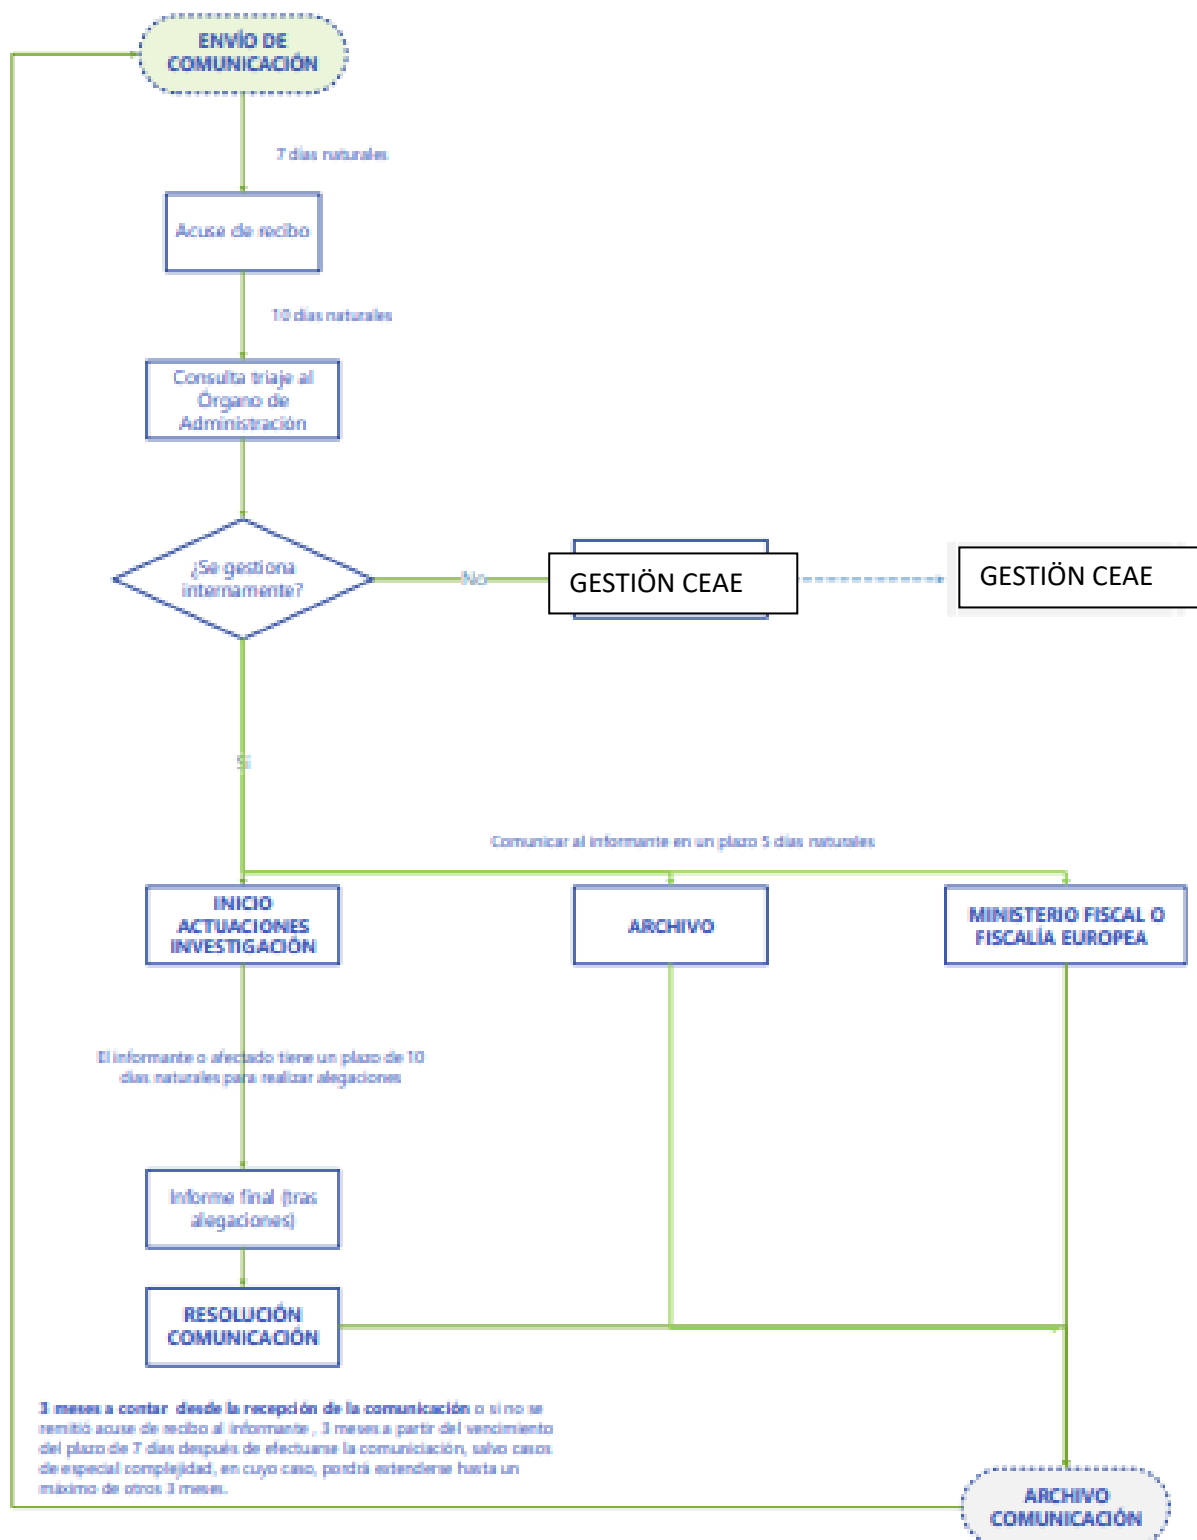 ENVÍO DE
COMUNICACIÓN
7 días naturales
Acuse de recibo
10 días naturales
Consulta triaje al
Órgano de
Administración
¿Se gestiona
internamente?
No
GESTIÖN CEAE
GESTIÖN CEAE
Sí
Comunicar al informante en un plazo 5 días naturales
INICIO
ACTUACIONES
INVESTIGACIÓN
ARCHIVO
MINISTERIO FISCAL O
FISCALÍA EUROPEA
El informante o afectado tiene un plazo de 10
días naturales para realizar alegaciones
Informe final (tras
alegaciones)
RESOLUCIÓN
COMUNICACIÓN
3 meses a contar desde la recepción de la comunicación o si no se
remitió acuse de recibo al informante , 3 meses a partir del vencimiento
del plazo de 7 días después de efectuarse la comuniciación, salvo casos
de especial complejidad, en cuyo caso, pordrá extenderse hasta un
máximo de otros 3 meses.
ARCHIVO
COMUNICACIÓN